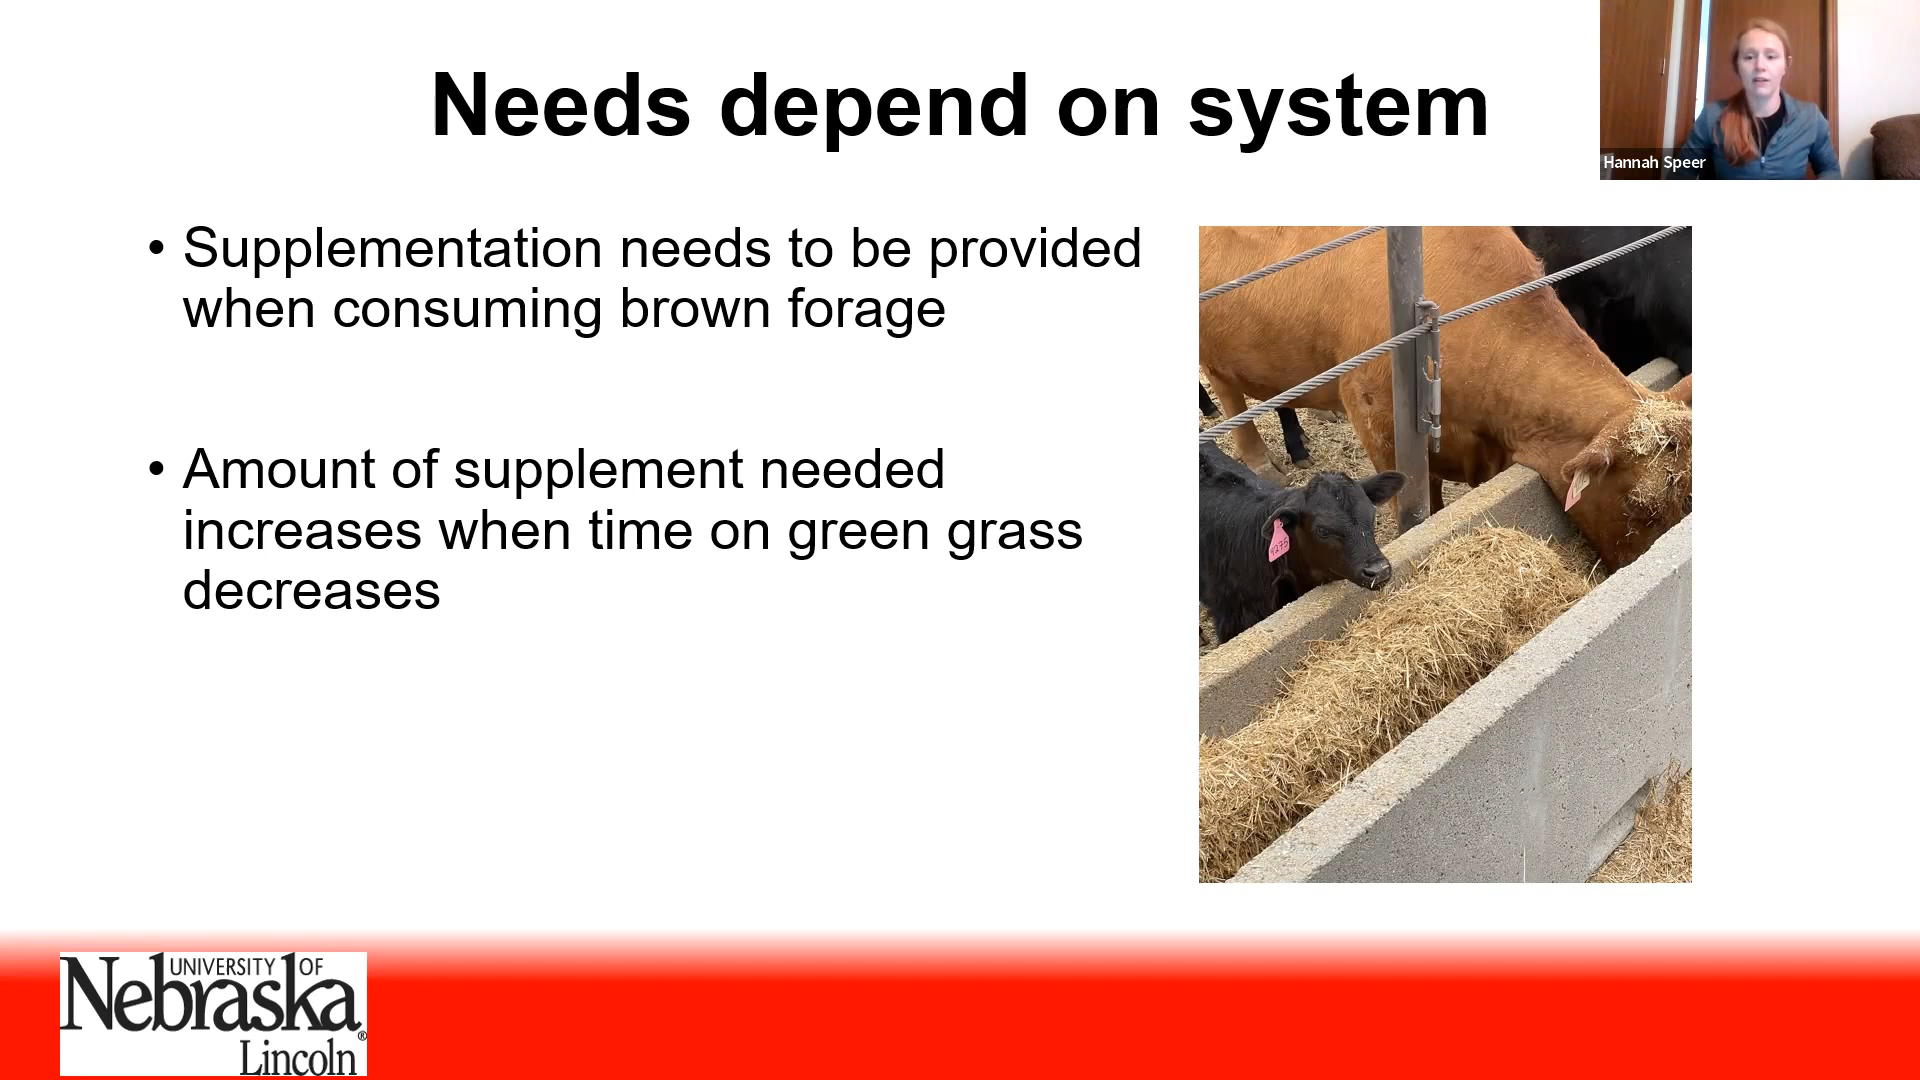 Needs depend on system
Hannah Speer
• Supplementation needs to be provided
when consuming brown forage
• Amount of supplement needed
increases when time on green grass
decreases
4275
UNIVERSITY OF
Nebraska®
Lincoln